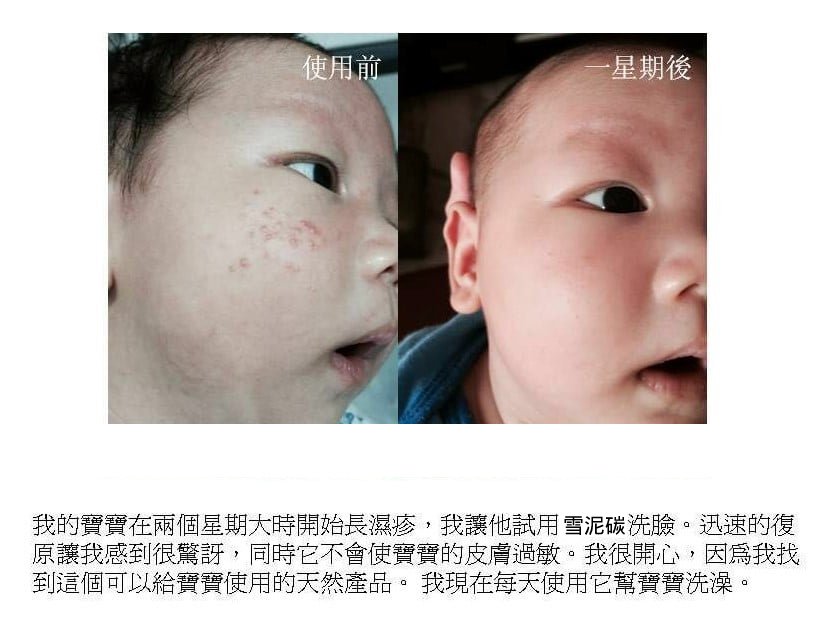 使用前
一星期後
我的寶寶在兩個星期大時開始長濕疹，我讓他試用雪泥碳洗臉。迅速的復
原讓我感到很驚訝，同時它不會使寶寶的皮膚過敏。我很開心，因爲我找
到這個可以給寶寶使用的天然產品。 我現在每天使用它幫寶寶洗澡。